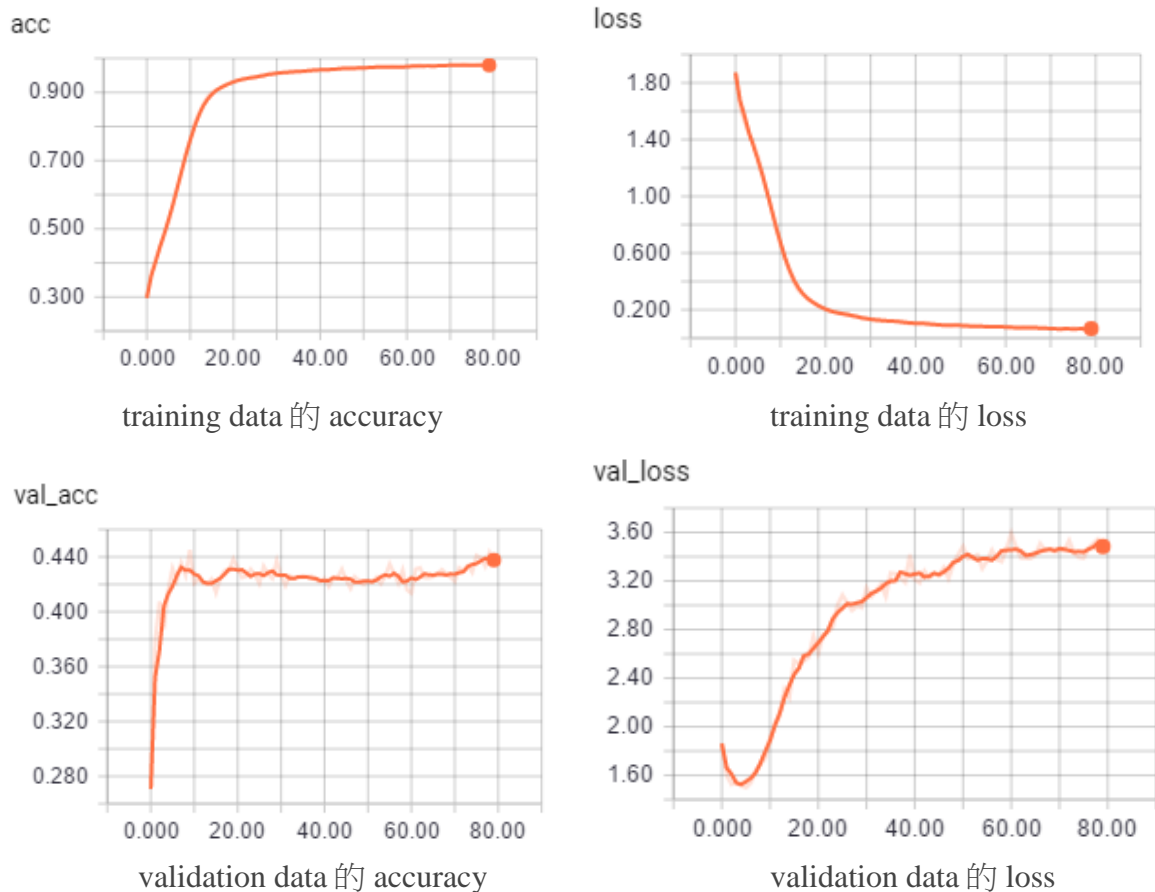 acc
0.900
0.700
0.500
0.300
0.000 20.00 40.00 60.00 80.00
training data 的 accuracy
loss
1.80
1.40
1.00
0.600
0.200
0.000 20.00 40.00 60.00 80.00
training data 的 loss
val_acc
0.440
0.400
0.360
0.320
0.280
0.000 20.00 40.00 60.00 80.00
validation data 的 accuracy
val_loss
3.60
3.20
2.80
2.40
2.00
1.60
0.000 20.00 40.00 60.00 80.00
validation data 的 loss